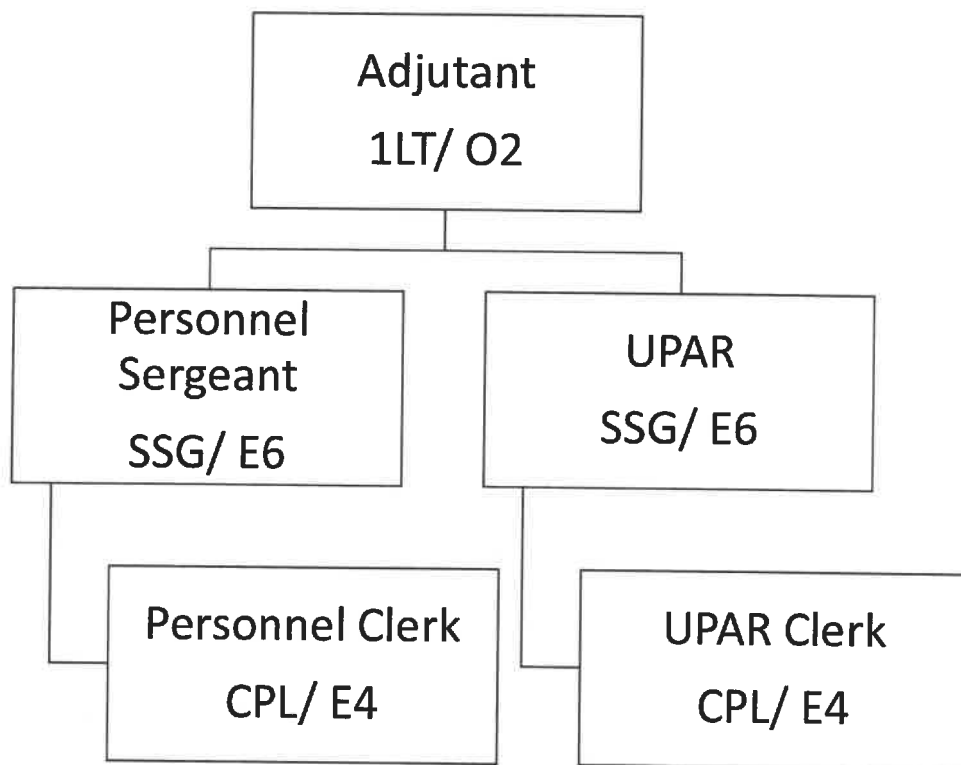 Adjutant
1LT/ O2
Personnel
Sergeant
SSG/ E6
UPAR
SSG/ E6
Personnel Clerk
CPL/ E4
UPAR Clerk
CPL/ E4